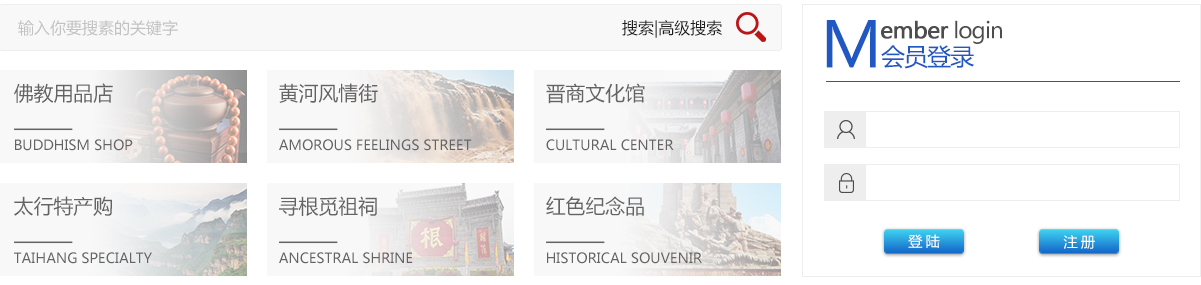 输入你要搜素的关键字
搜索|高级搜索
佛教用品店
BUDDHISM SHOP
黄河风情街
AMOROUS FEELINGS STREET
晋商文化馆
CULTURAL CENTER
太行特产购
TAIHANG SPECIALTY
寻根觅祖祠
ANCESTRAL SHRINE
根
红色纪念品
HISTORICAL SOUVENIR
Member login
会员登录
登陆
注册